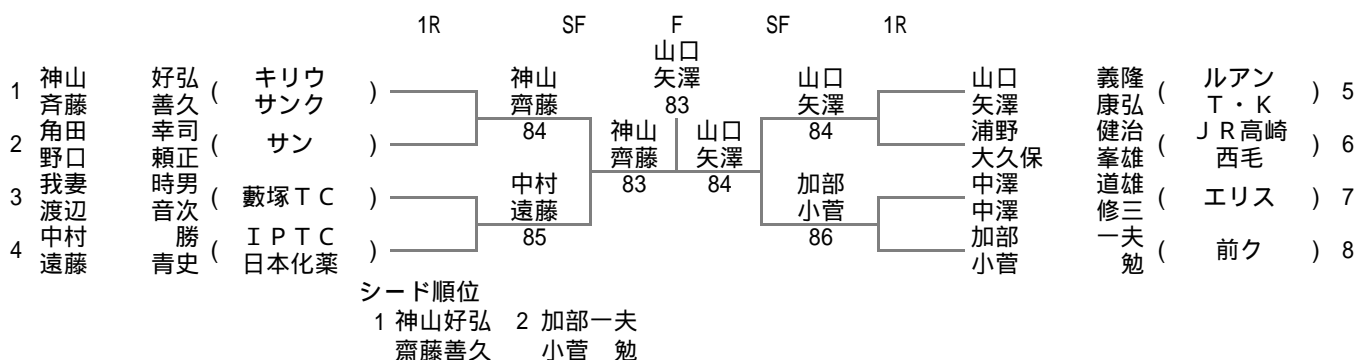 1R SF F SF 1R
山口
矢澤
83
1 神山 好弘 ( キリウ )
斉藤 善久 サンク
2 角田 幸司 ( サン )
野口 頼正
3 我妻 時男 ( 藪塚ＴＣ )
渡辺 音次
4 中村 勝 ( ＩＰＴＣ )
遠藤 青史 日本化薬
神山
齊藤
84
中村
遠藤
85
神山
齊藤
83
山口
矢澤
84
山口
矢澤
84
加部
小菅
86
山口 義隆 ( ルアン ) 5
矢澤 康弘 Ｔ・Ｋ
浦野 健治 ( ＪＲ高崎 ) 6
大久保 峯雄 西毛
中澤 道雄 ( エリス ) 7
中澤 修三
加部 一夫 ( 前ク ) 8
小菅 勉
シード順位
1 神山好弘 2 加部一夫
齋藤善久 小菅 勉